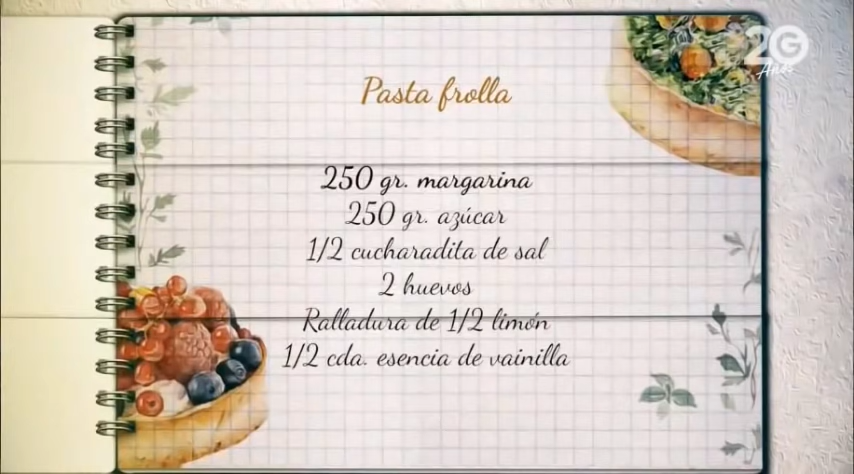 2G
Años
Pasta frolla
250 gr. margarina
250 gr. azúcar
1/2 cucharadita de sal
2 huevos
Ralladura de 1/2 limón
1/2 cda. esencia de vainilla